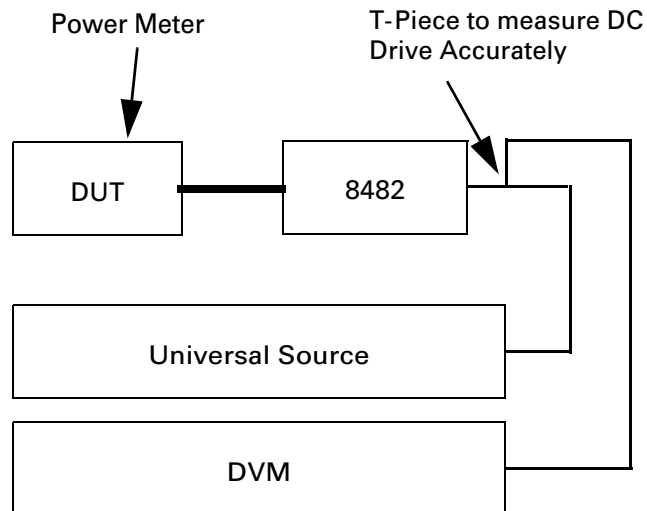 Power Meter
T-Piece to measure DC
Drive Accurately
DUT
8482
Universal Source
DVM